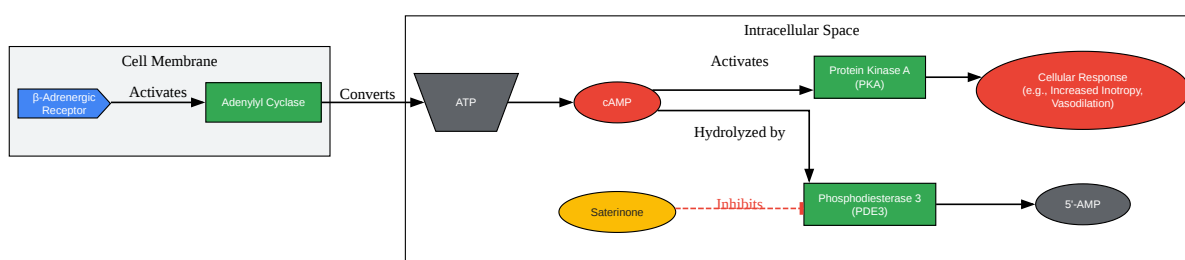 Intracellular Space
Cell Membrane
β-Adrenergic
Receptor
Activates
Adenylyl Cyclase
Converts
ATP
cAMP
Activates
Protein Kinase A
(PKA)
Cellular Response
(e.g., Increased Inotropy,
Vasodilation)
Hydrolyzed by
Saterinone
Inhibits
Phosphodiesterase 3
(PDE3)
5'-AMP